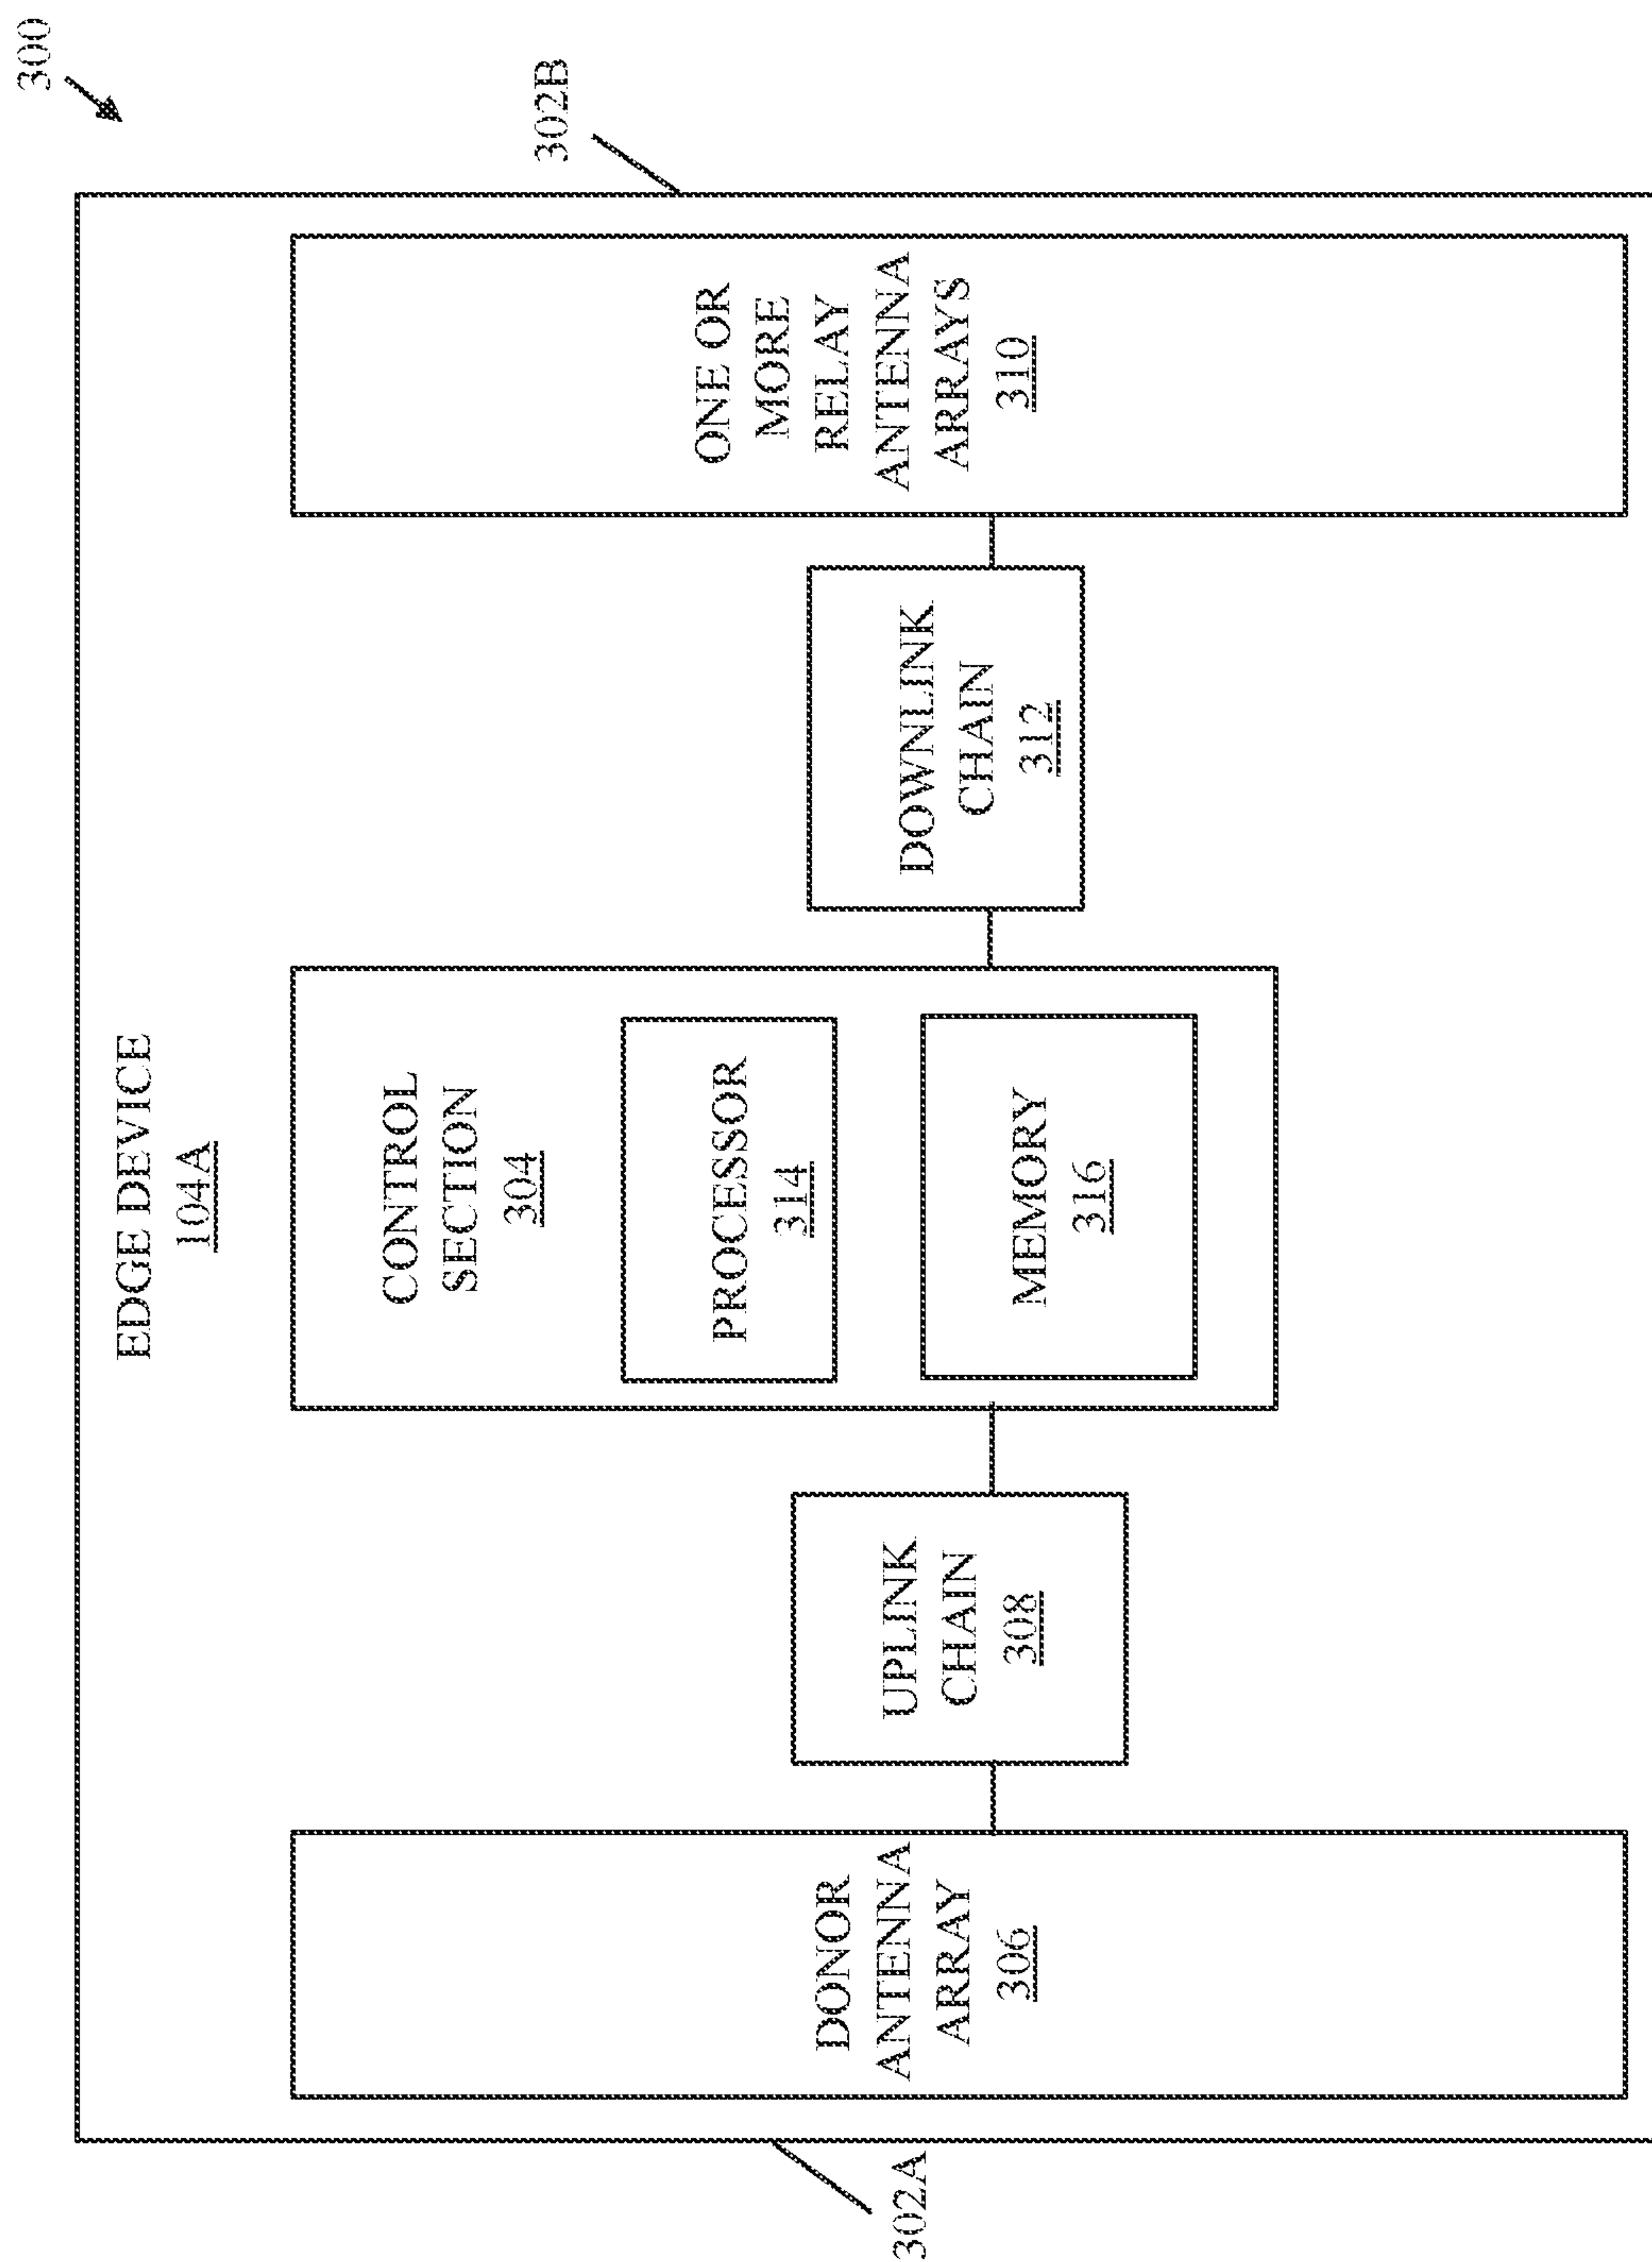 300
EDGE DEVICE
104A
302A
302B
DONOR
ANTENNA
ARRAY
306
UPLINK
CHAIN
308
CONTROL
SECTION
304
PROCESSOR
314
MEMORY
316
DOWNLINK
CHAIN
312
ONE OR
MORE
RELAY
ANTENNA
ARRAYS
310